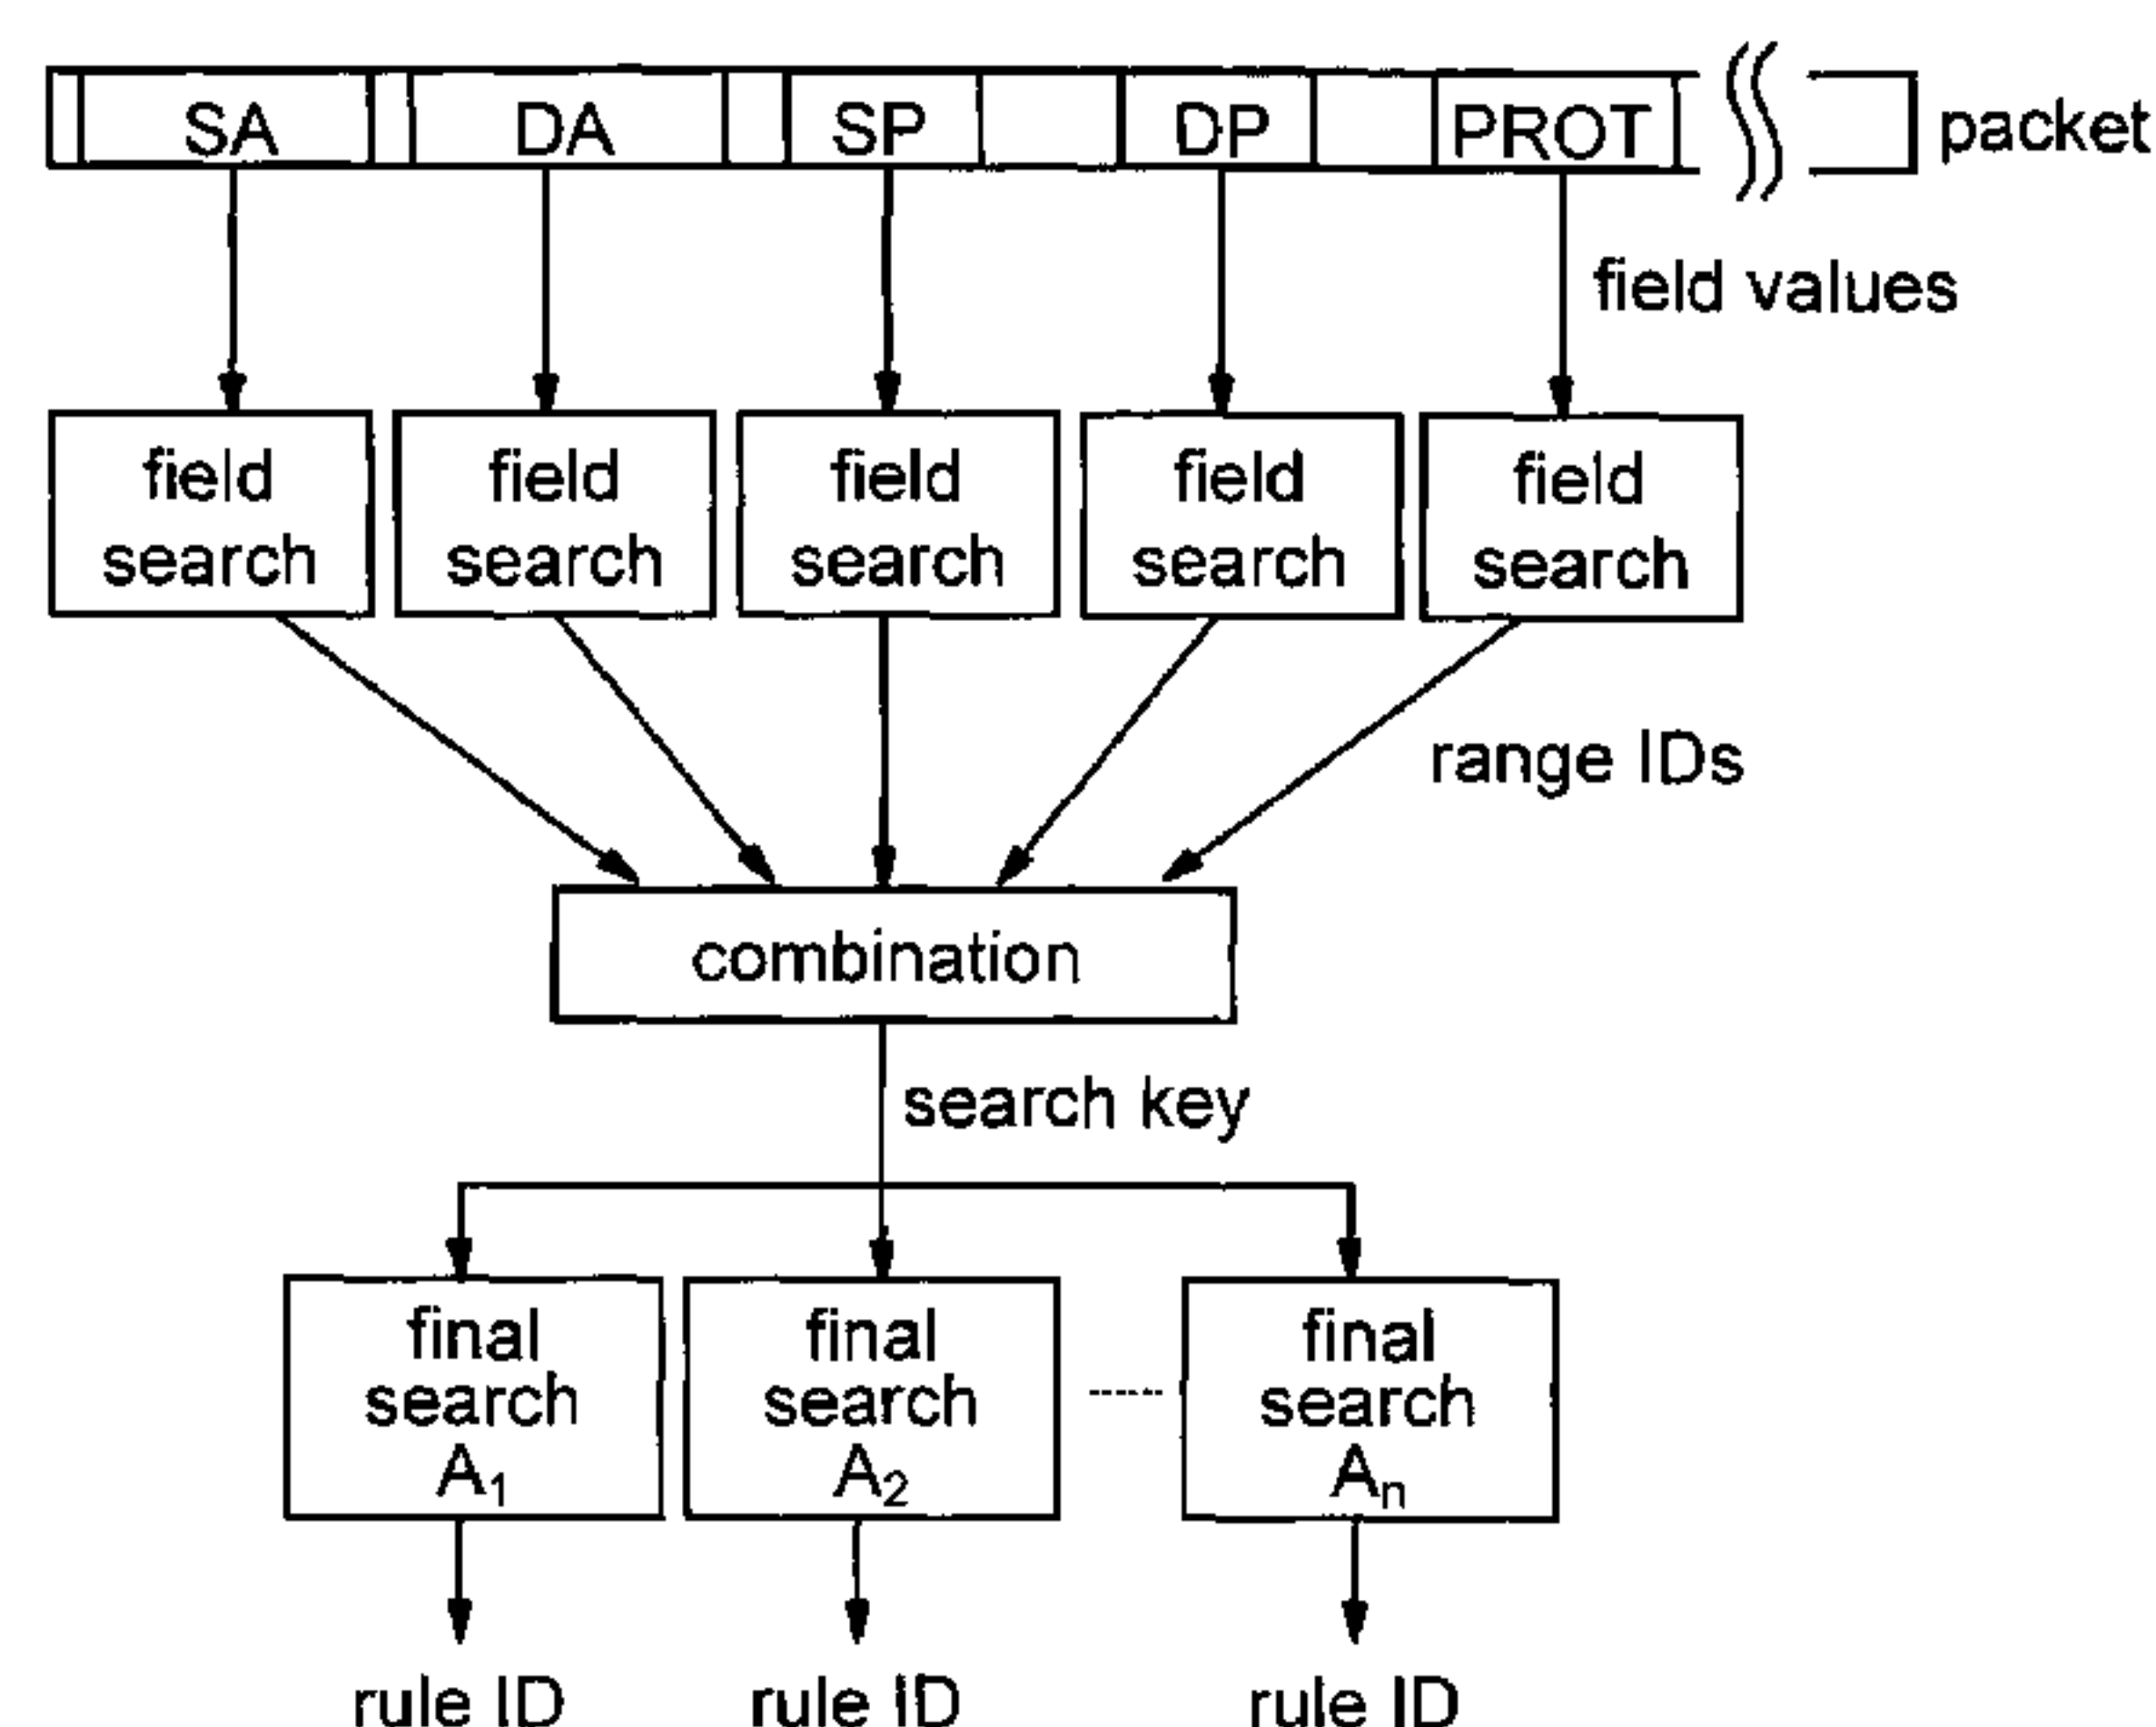 SA DA SP DP PROT packet
field values
field search
field search
field search
field search
field search
range IDs
combination
search key
final search A1
final search A2
final search An
rule ID rule ID rule ID